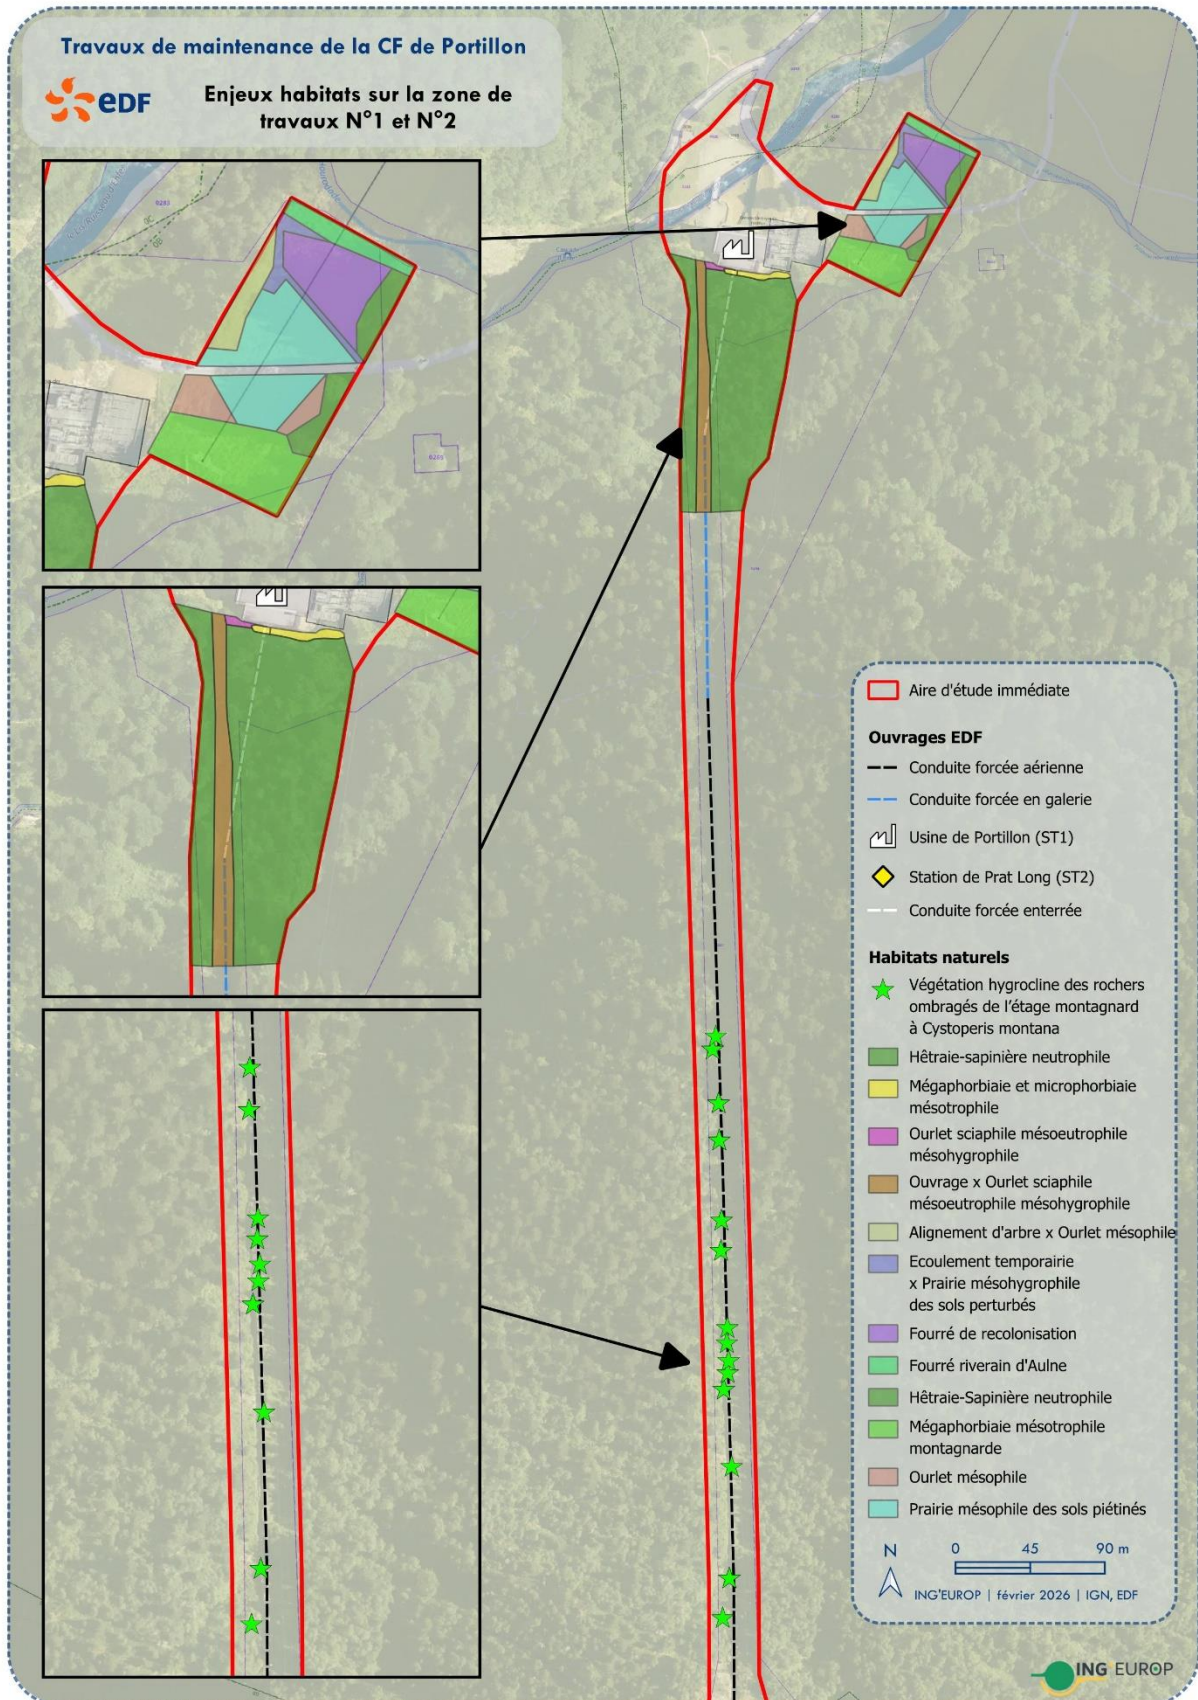 Travaux de maintenance de la CF de Portillon
eDF
Enjeux habitats sur la zone de
travaux N°1 et N°2
Aire d'étude immédiate
Ouvrages EDF
Conduite forcée aérienne
Conduite forcée en galerie
Usine de Portillon (ST1)
Station de Prat Long (ST2)
Conduite forcée enterrée
Habitats naturels
Végétation hygrocline des rochers
ombragés de l'étage montagnard
à Cystoperis montana
Hêtraie-sapinière neutrophile
Mégaphorbiaie et microphorbiaie
mésotrophile
Ourlet sciaphile mésoeutrophile
mésohygrophile
Ouvrage x Ourlet sciaphile
mésoeutrophile mésohygrophile
Alignement d'arbre x Ourlet mésophile
Ecoulement temporairie
x Prairie mésohygrophile
des sols perturbés
Fourré de recolonisation
Fourré riverain d'Aulne
Hêtraie-Sapinière neutrophile
Mégaphorbiaie mésotrophile
montagnarde
Ourlet mésophile
Prairie mésophile des sols piétinés
N
0 45 90 m
ING'EUROP | février 2026 | IGN, EDF
ING'EUROP